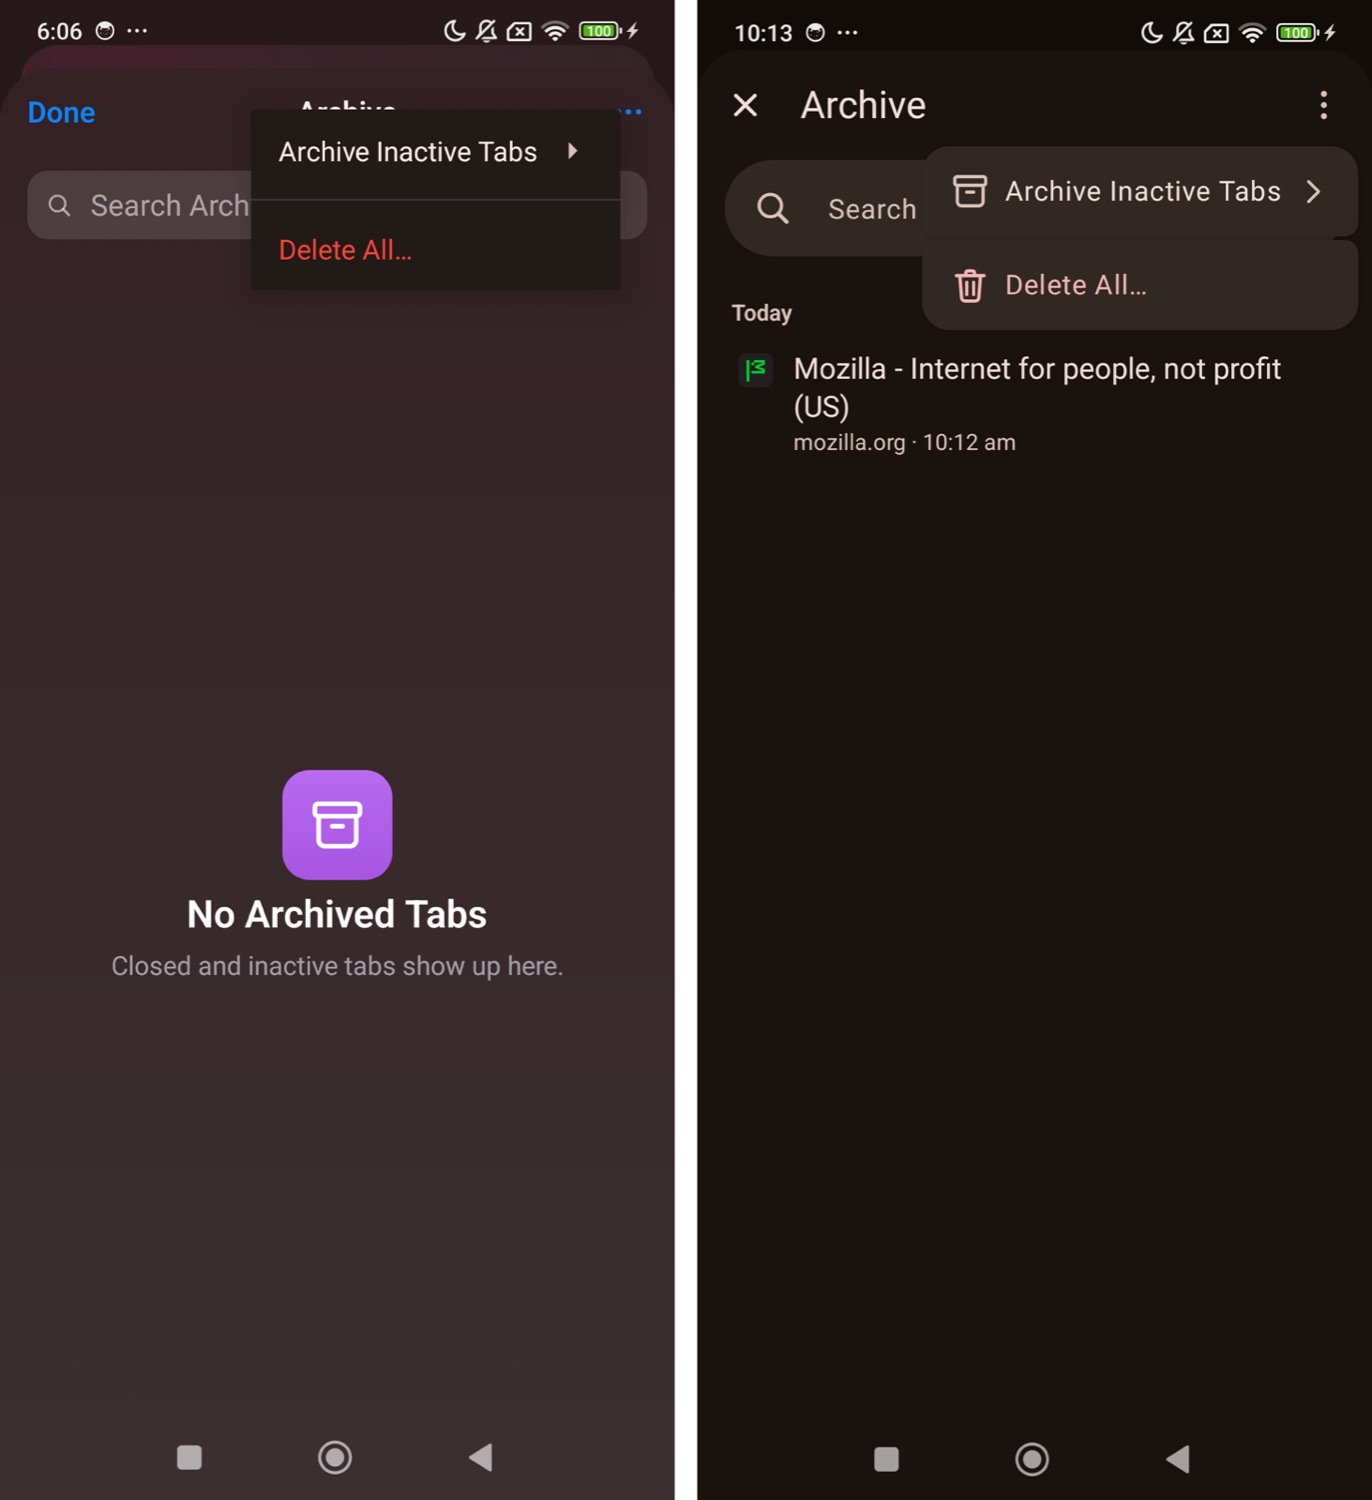 6:06
100
Done
Archive
Archive Inactive Tabs
Search Arch
Delete All...
No Archived Tabs
Closed and inactive tabs show up here.
10:13
100
Archive
Archive Inactive Tabs
Search
Delete All...
Today
Mozilla - Internet for people, not profit
(US)
mozilla.org · 10:12 am